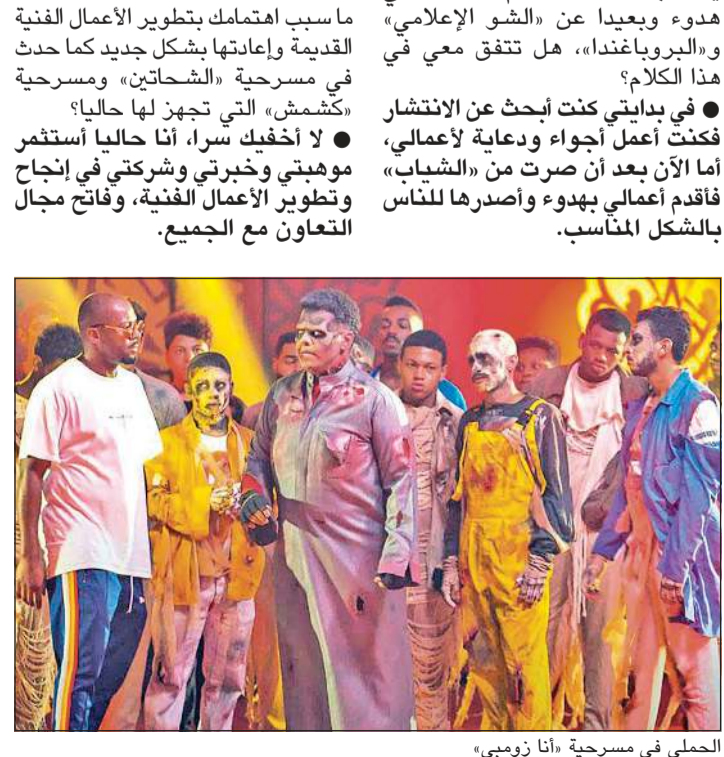 هدوء وبعيدا عن «الشو الإعلامي»
و«البروباغندا»، هل تتفق معي في
هذا الكلام؟
● في بدايتي كنت أبحث عن الانتشار
فكنت أعمل أجواء ودعاية لأعمالي،
أما الآن بعد أن صرت من «الشياب»
فأقدم أعمالي بهدوء وأصدرها للناس
بالشكل المناسب.
ما سبب اهتمامك بتطوير الأعمال الفنية
القديمة وإعادتها بشكل جديد كما حدث
في مسرحية «الشحاتين» ومسرحية
«كشمش» التي تجهز لها حاليا؟
● لا أخفيك سرا، أنا حاليا أستثمر
موهبتي وخبرتي وشركتي في إنجاح
وتطوير الأعمال الفنية، وفاتح مجال
التعاون مع الجميع.
الحملي في مسرحية «أنا زومبي»